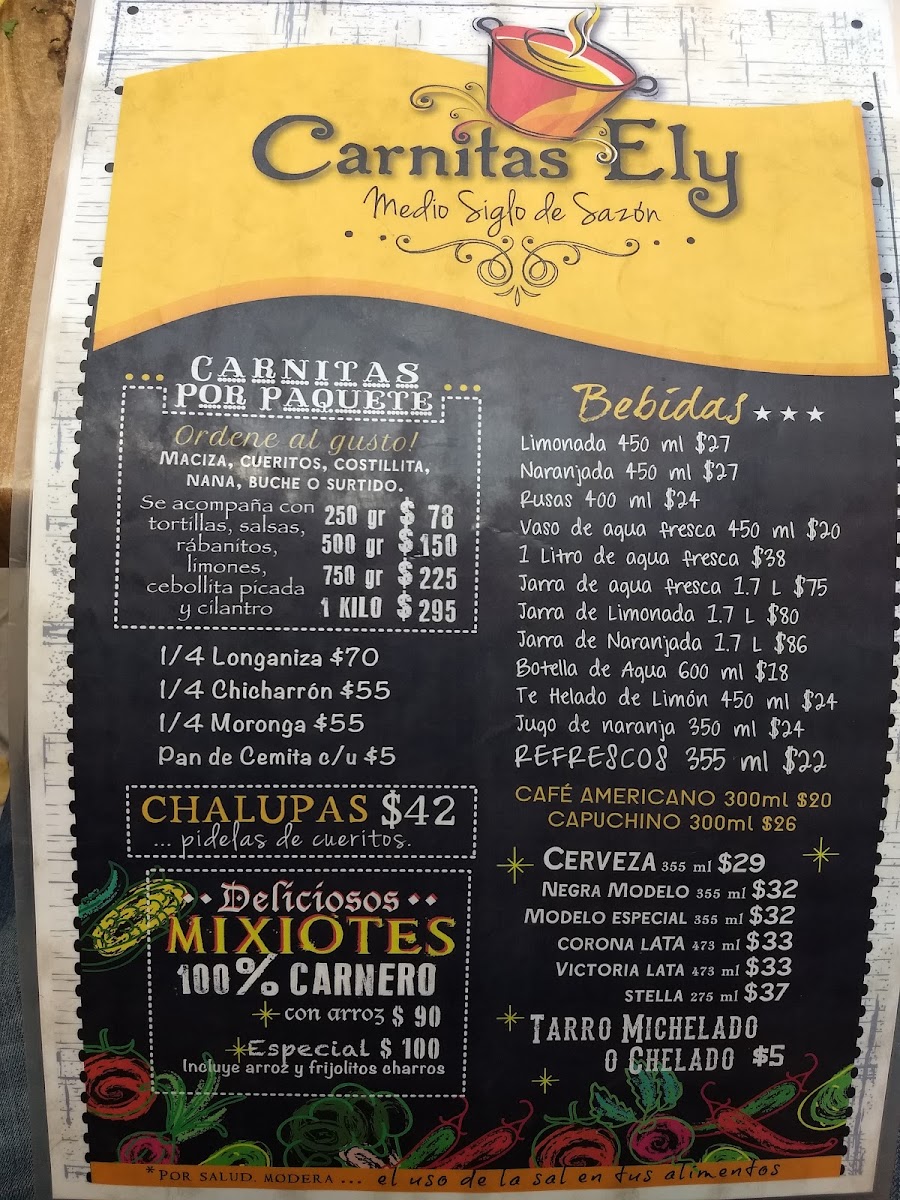 Carnitas Ely
Medio Siglo de Sazón
CARNITAS
POR PAQUETE
Ordene al gusto!
MACIZA, CUERITOS, COSTILLITA,
NANA, BUCHE O SURTIDO.
Se acompaña con
tortillas, salsas,
rábanitos,
limones,
cebollita picada
y cilantro
250 gr $ 78
500 gr $ 150
750 gr $ 225
1 KILO $ 295
1/4 Longaniza $70
1/4 Chicharrón $55
1/4 Moronga $55
Pan de Cemita c/u $5
CHALUPAS $42
... pidelas de cueritos.
Deliciosos
MIXIOTES
100% CARNERO
con arroz $ 90
Especial $ 100
Incluye arroz y frijolitos charros
Bebidas
Limonada 450 ml $27
Naranjada 450 ml $27
Rusas 400 ml $24
Vaso de agua fresca 450 ml $20
1 Litro de agua fresca $38
Jarra de agua fresca 1.7 L $75
Jarra de Limonada 1.7 L $80
Jarra de Naranjada 1.7 L $86
Botella de Agua 600 ml $18
Te Helado de Limón 450 ml $24
Jugo de naranja 350 ml $24
REFRESCOS 355 ml $22
CAFÉ AMERICANO 300ml $20
CAPUCHINO 300ml $26
CERVEZA 355 ml $29
NEGRA MODELO 355 ml $32
MODELO ESPECIAL 355 ml $32
CORONA LATA 473 ml $33
VICTORIA LATA 473 ml $33
STELLA 275 ml $37
TARRO MICHELADO
O CHELADO $5
*POR SALUD. MODERA ... el uso de la sal en tus alimentos